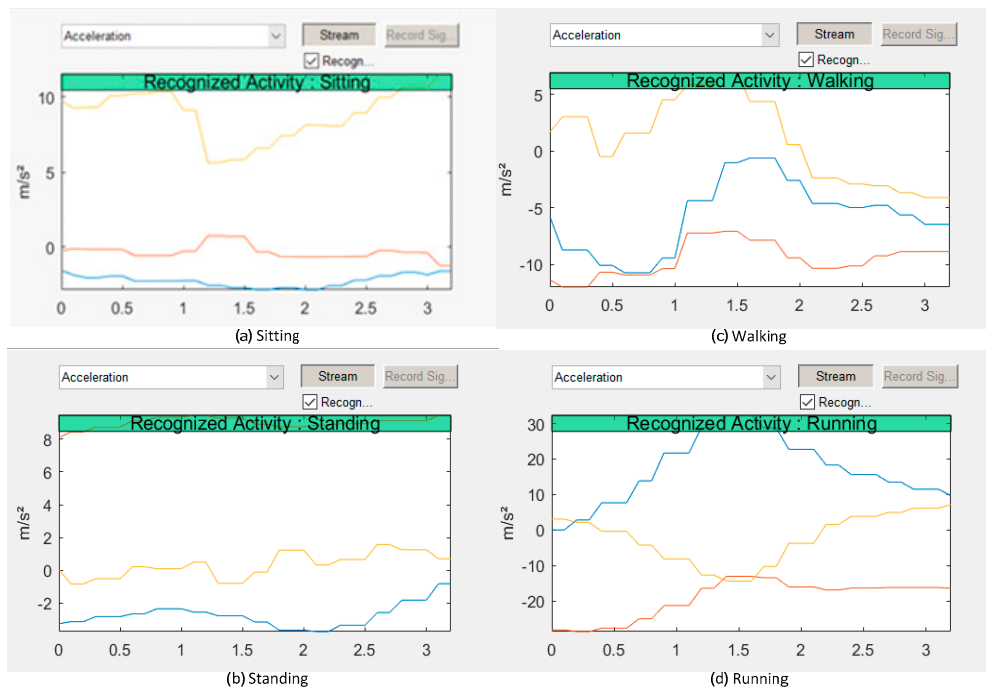 Acceleration
Stream
Record Sig...
Recogn...
Recognized Activity : Sitting
10
5
0
m/s²
0 0.5 1 1.5 2 2.5 3
(a) Sitting
Acceleration
Stream
Record Sig...
Recogn...
Recognized Activity : Walking
5
0
-5
-10
m/s²
0 0.5 1 1.5 2 2.5 3
(c) Walking
Acceleration
Stream
Record Sig...
Recogn...
Recognized Activity : Standing
8
6
4
2
0
-2
m/s²
0 0.5 1 1.5 2 2.5 3
(b) Standing
Acceleration
Stream
Record Sig...
Recogn...
Recognized Activity : Running
30
20
10
0
-10
-20
m/s²
0 0.5 1 1.5 2 2.5 3
(d) Running